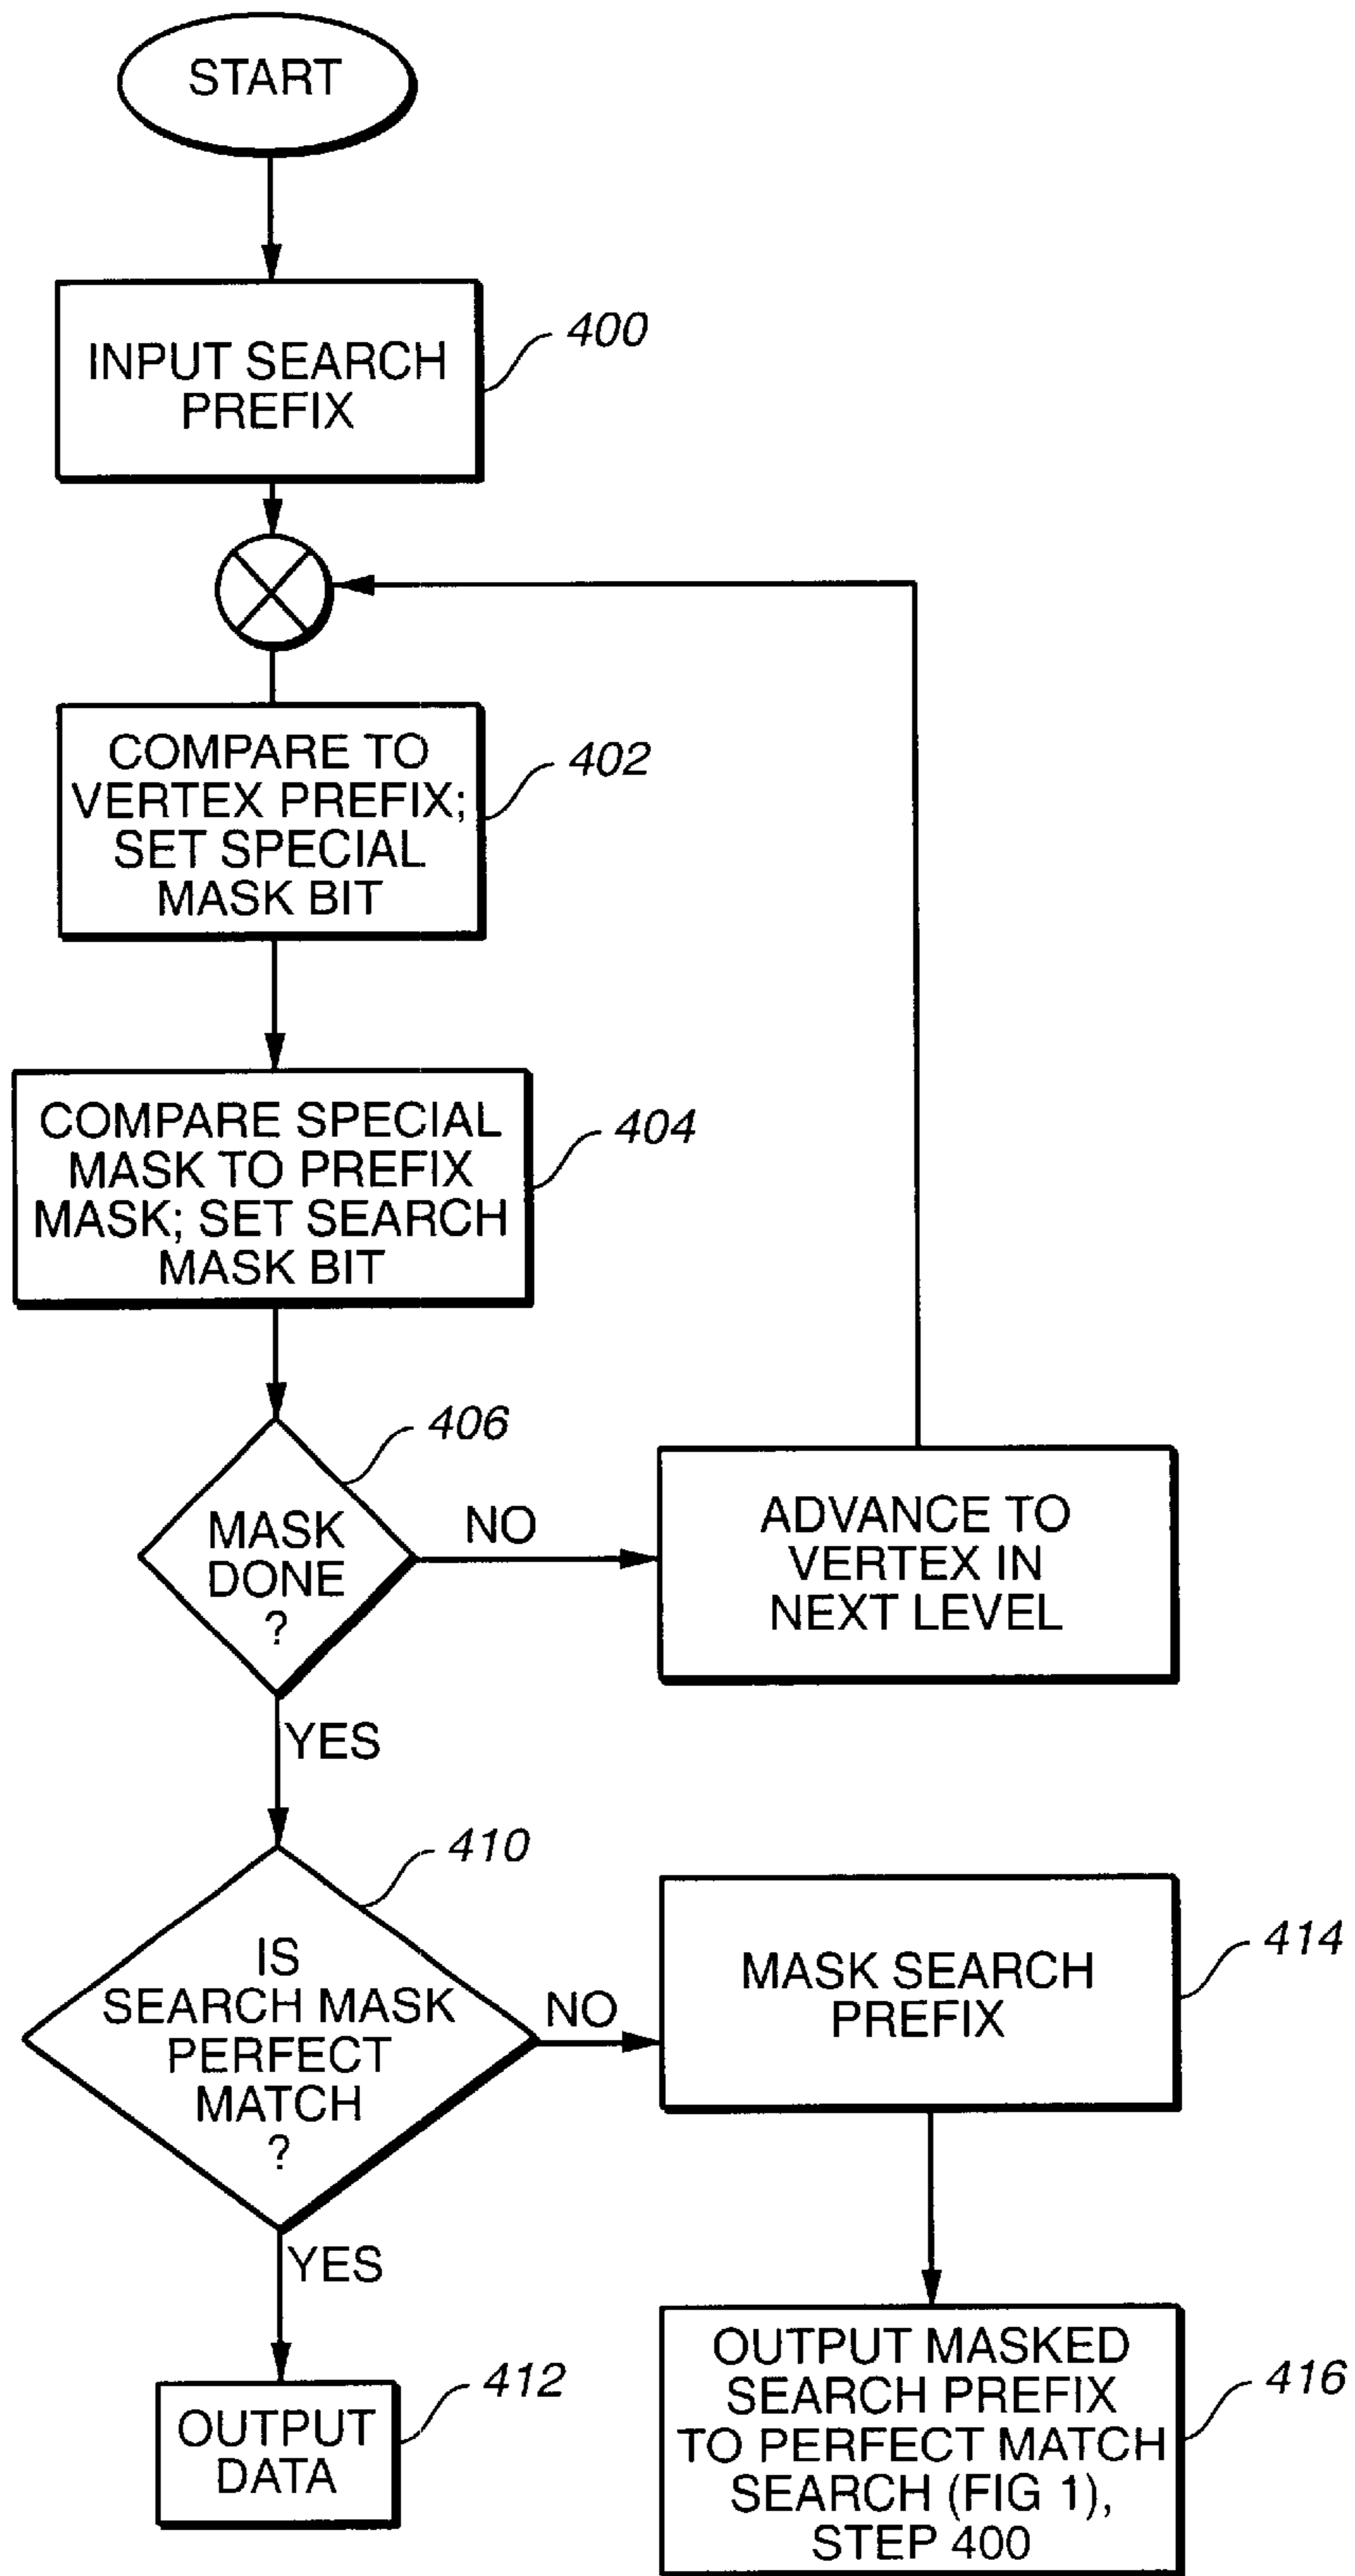 START
INPUT SEARCH
PREFIX
400
COMPARE TO
VERTEX PREFIX;
SET SPECIAL
MASK BIT
402
COMPARE SPECIAL
MASK TO PREFIX
MASK; SET SEARCH
MASK BIT
404
MASK
DONE
?
406
NO
ADVANCE TO
VERTEX IN
NEXT LEVEL
YES
IS
SEARCH MASK
PERFECT
MATCH
?
410
NO
MASK SEARCH
PREFIX
414
YES
OUTPUT
DATA
412
OUTPUT MASKED
SEARCH PREFIX
TO PERFECT MATCH
SEARCH (FIG 1),
STEP 400
416